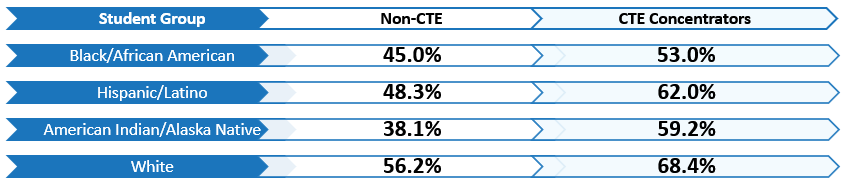 Student Group Non-CTE CTE Concentrators
Black/African American 45.0% 53.0%
Hispanic/Latino 48.3% 62.0%
American Indian/Alaska Native 38.1% 59.2%
White 56.2% 68.4%